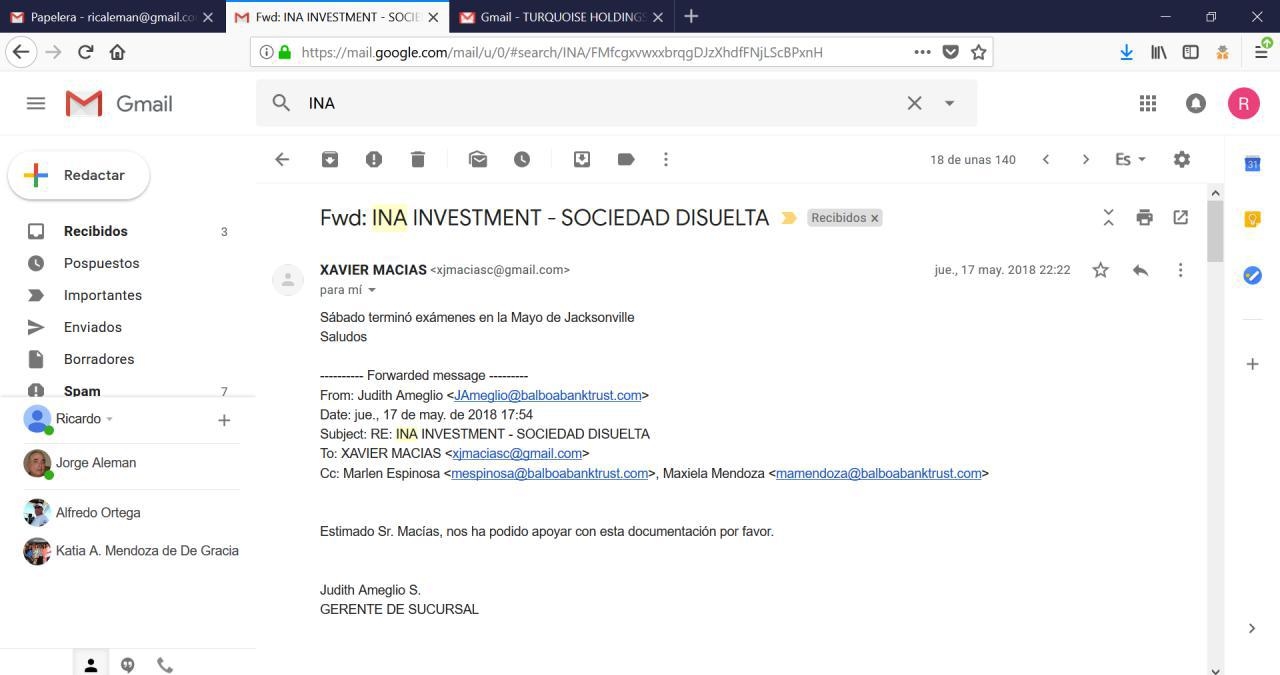 Papelera - ricaleman@gmail.co
Fwd: INA INVESTMENT - SOCIE
Gmail - TURQUOISE HOLDINGS
https://mail.google.com/mail/u/0/#search/INA/FMfcgxvwxxbrqgDJzXhdfFNjLScBPxnH
Gmail
INA
R
Redactar
18 de unas 140
Es
31
Fwd: INA INVESTMENT - SOCIEDAD DISUELTA
Recibidos x
Recibidos 3
Pospuestos
Importantes
Enviados
Borradores
Spam 7
Ricardo
Jorge Aleman
Alfredo Ortega
Katia A. Mendoza de De Gracia
XAVIER MACIAS <xjmaciasc@gmail.com>
jue., 17 may. 2018 22:22
para mí
Sábado terminó exámenes en la Mayo de Jacksonville
Saludos
---------- Forwarded message ---------
From: Judith Ameglio <JAmeglio@balboabanktrust.com>
Date: jue., 17 de may. de 2018 17:54
Subject: RE: INA INVESTMENT - SOCIEDAD DISUELTA
To: XAVIER MACIAS <xjmaciasc@gmail.com>
Cc: Marlen Espinosa <mespinosa@balboabanktrust.com>, Maxiela Mendoza <mamendoza@balboabanktrust.com>
Estimado Sr. Macías, nos ha podido apoyar con esta documentación por favor.
Judith Ameglio S.
GERENTE DE SUCURSAL